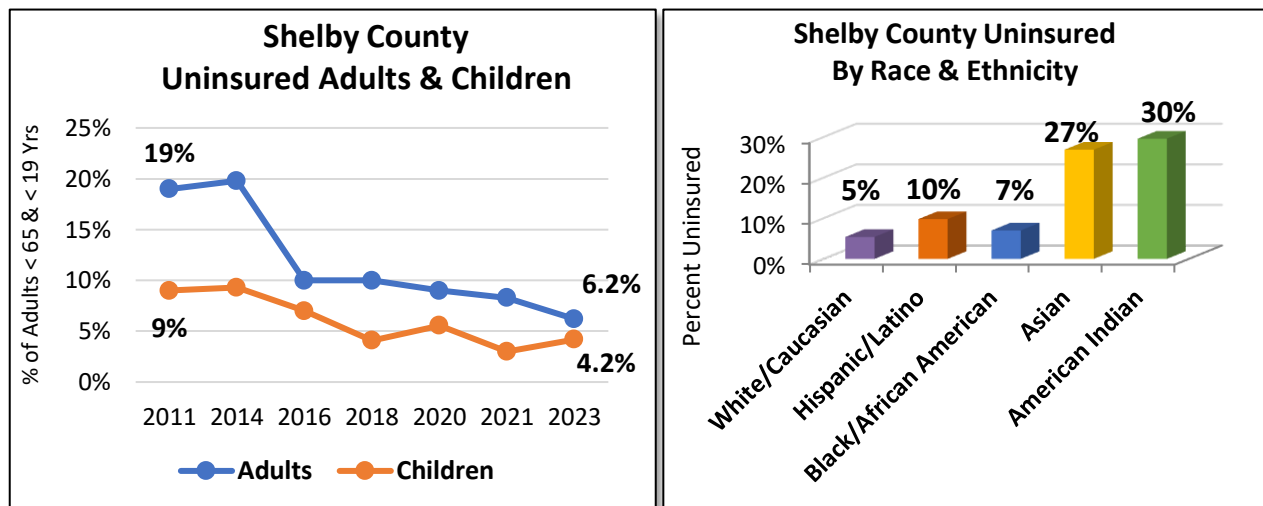 Shelby County
Uninsured Adults & Children
% of Adults < 65 & < 19 Yrs
25%
20%
15%
10%
5%
0%
19%
9%
6.2%
4.2%
2011 2014 2016 2018 2020 2021 2023
Adults Children
Shelby County Uninsured
By Race & Ethnicity
Percent Uninsured
30%
20%
10%
0%
5% 10% 7% 27% 30%
White/Caucasian
Hispanic/Latino
Black/African American
Asian
American Indian